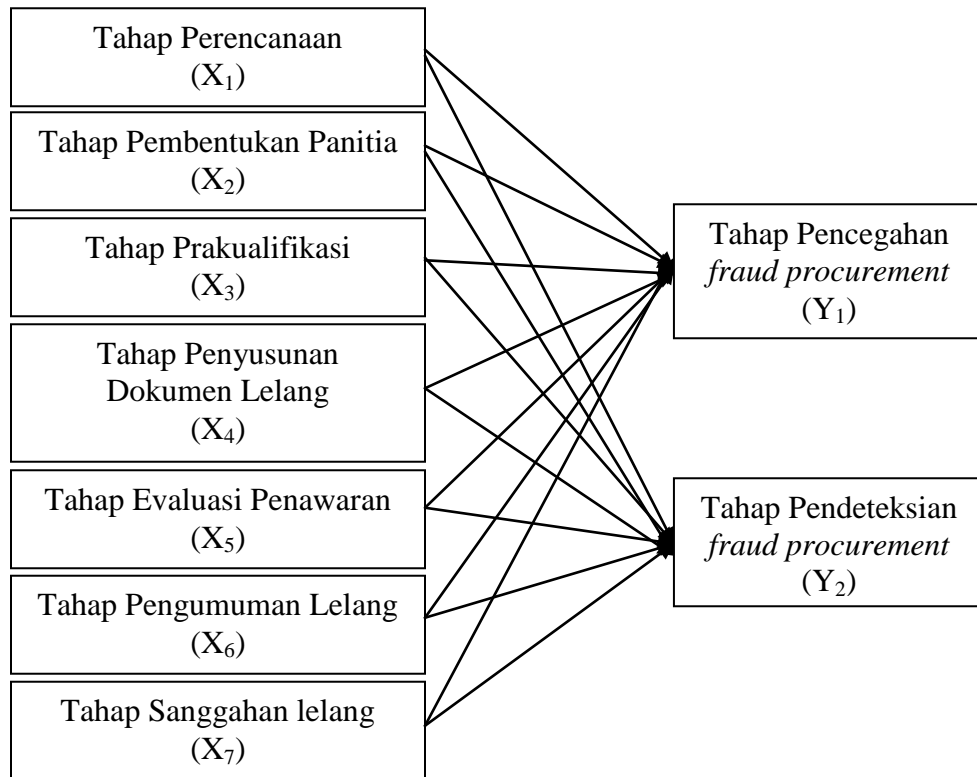 Tahap Perencanaan
(X₁)
Tahap Pembentukan Panitia
(X₂)
Tahap Prakualifikasi
(X₃)
Tahap Penyusunan
Dokumen Lelang
(X₄)
Tahap Evaluasi Penawaran
(X₅)
Tahap Pengumuman Lelang
(X₆)
Tahap Sanggahan lelang
(X₇)
Tahap Pencegahan
fraud procurement
(Y₁)
Tahap Pendeteksian
fraud procurement
(Y₂)